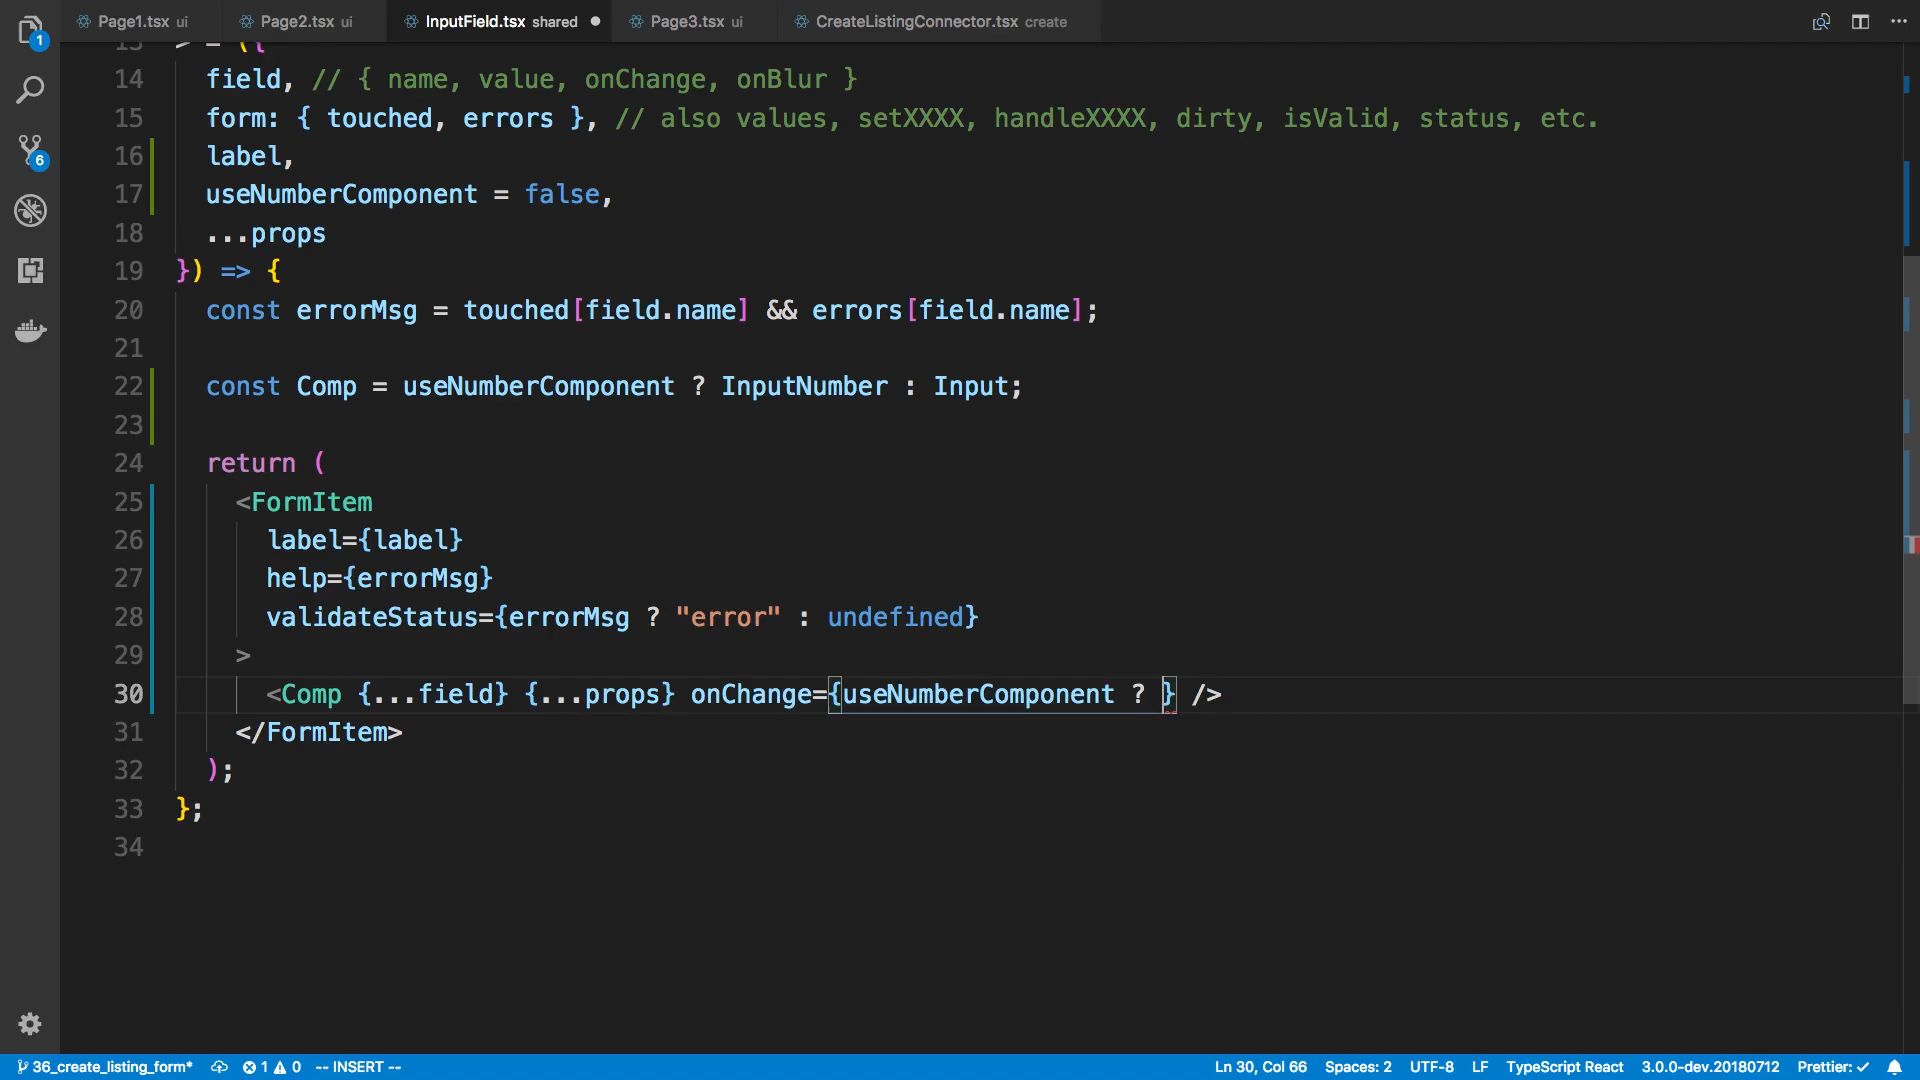 Page1.tsx ui
Page2.tsx ui
InputField.tsx shared
Page3.tsx ui
CreateListingConnector.tsx create
1
6
13 > = ({
14 field, // { name, value, onChange, onBlur }
15 form: { touched, errors }, // also values, setXXXX, handleXXXX, dirty, isValid, status, etc.
16 label,
17 useNumberComponent = false,
18 ...props
19 }) => {
20 const errorMsg = touched[field.name] && errors[field.name];
21
22 const Comp = useNumberComponent ? InputNumber : Input;
23
24 return (
25 <FormItem
26 label={label}
27 help={errorMsg}
28 validateStatus={errorMsg ? "error" : undefined}
29 >
30 <Comp {...field} {...props} onChange={useNumberComponent ? } />
31 </FormItem>
32 );
33 };
34
36_create_listing_form* 1 0 -- INSERT -- Ln 30, Col 66 Spaces: 2 UTF-8 LF TypeScript React 3.0.0-dev.20180712 Prettier: ✓